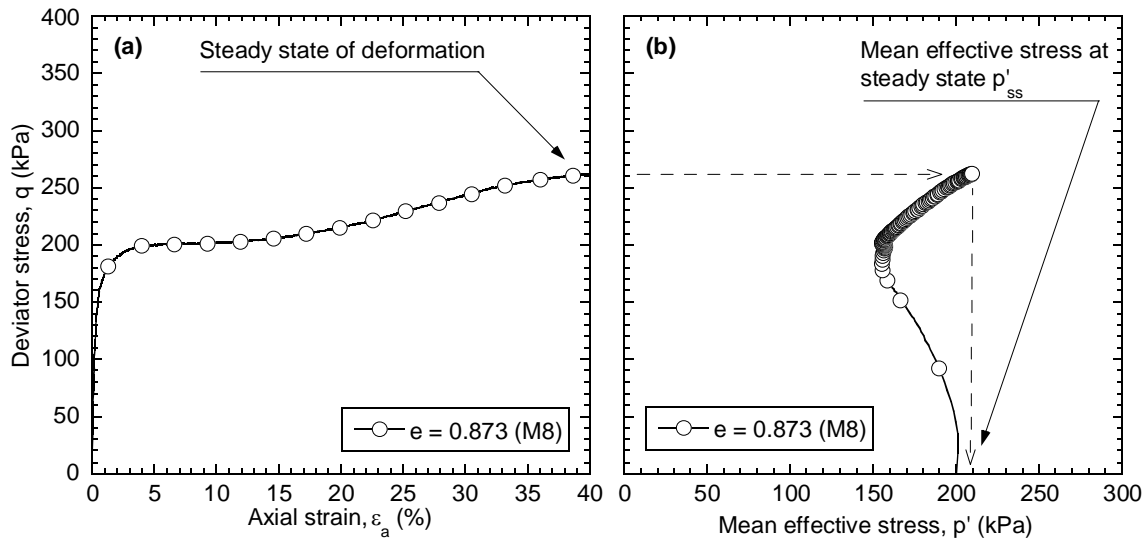 (a)
Steady state of deformation
400
350
300
250
200
150
100
50
0
Deviator stress, q (kPa)
e = 0.873 (M8)
0 5 10 15 20 25 30 35 40
Axial strain, εa (%)
(b)
Mean effective stress at
steady state p'ss
e = 0.873 (M8)
0 50 100 150 200 250 300
Mean effective stress, p' (kPa)